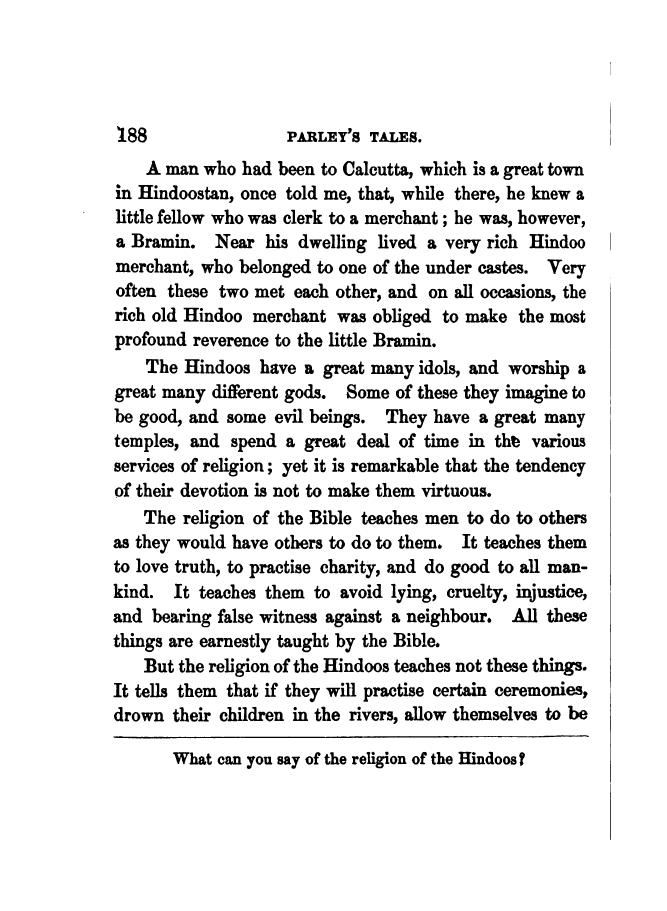 188 PARLEY'S TALES.
A man who had been to Calcutta, which is a great town
in Hindoostan, once told me, that, while there, he knew a
little fellow who was clerk to a merchant; he was, however,
a Bramin. Near his dwelling lived a very rich Hindoo
merchant, who belonged to one of the under castes. Very
often these two met each other, and on all occasions, the
rich old Hindoo merchant was obliged to make the most
profound reverence to the little Bramin.
The Hindoos have a great many idols, and worship a
great many different gods. Some of these they imagine to
be good, and some evil beings. They have a great many
temples, and spend a great deal of time in the various
services of religion; yet it is remarkable that the tendency
of their devotion is not to make them virtuous.
The religion of the Bible teaches men to do to others
as they would have others to do to them. It teaches them
to love truth, to practise charity, and do good to all man-
kind. It teaches them to avoid lying, cruelty, injustice,
and bearing false witness against a neighbour. All these
things are earnestly taught by the Bible.
But the religion of the Hindoos teaches not these things.
It tells them that if they will practise certain ceremonies,
drown their children in the rivers, allow themselves to be
What can you say of the religion of the Hindoos?